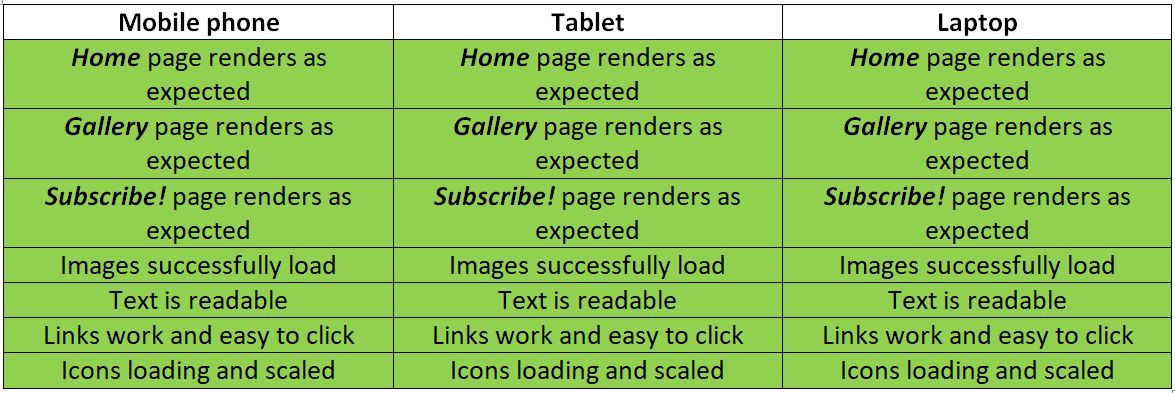 Mobile phone Tablet Laptop
Home page renders as expected Home page renders as expected Home page renders as expected
Gallery page renders as expected Gallery page renders as expected Gallery page renders as expected
Subscribe! page renders as expected Subscribe! page renders as expected Subscribe! page renders as expected
Images successfully load Images successfully load Images successfully load
Text is readable Text is readable Text is readable
Links work and easy to click Links work and easy to click Links work and easy to click
Icons loading and scaled Icons loading and scaled Icons loading and scaled